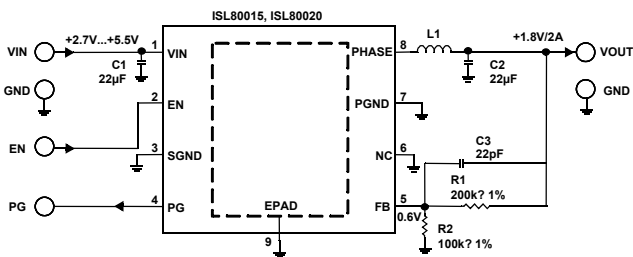 ISL80015, ISL80020
VIN
+2.7V...+5.5V
1
VIN
C1
22µF
GND
2
EN
EN
3
SGND
PG
4
PG
EPAD
9
PHASE
8
L1
+1.8V/2A
VOUT
C2
22µF
GND
PGND
7
C3
22pF
NC
6
R1
200k? 1%
FB
5
0.6V
R2
100k? 1%